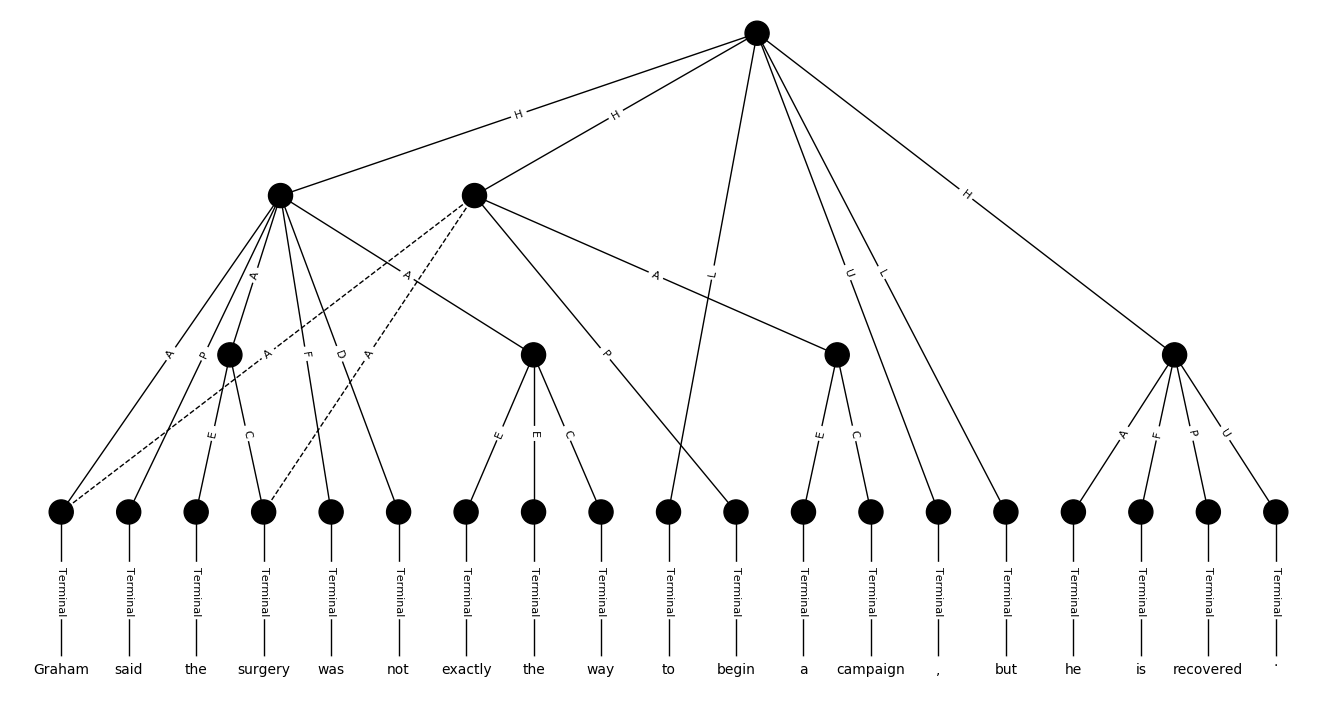 H H H
A A A L U L
A P A F D A P
E C E E C E C A F P U
Terminal Terminal Terminal Terminal Terminal Terminal Terminal Terminal Terminal Terminal Terminal Terminal Terminal Terminal Terminal Terminal Terminal Terminal Terminal
Graham said the surgery was not exactly the way to begin a campaign , but he is recovered .